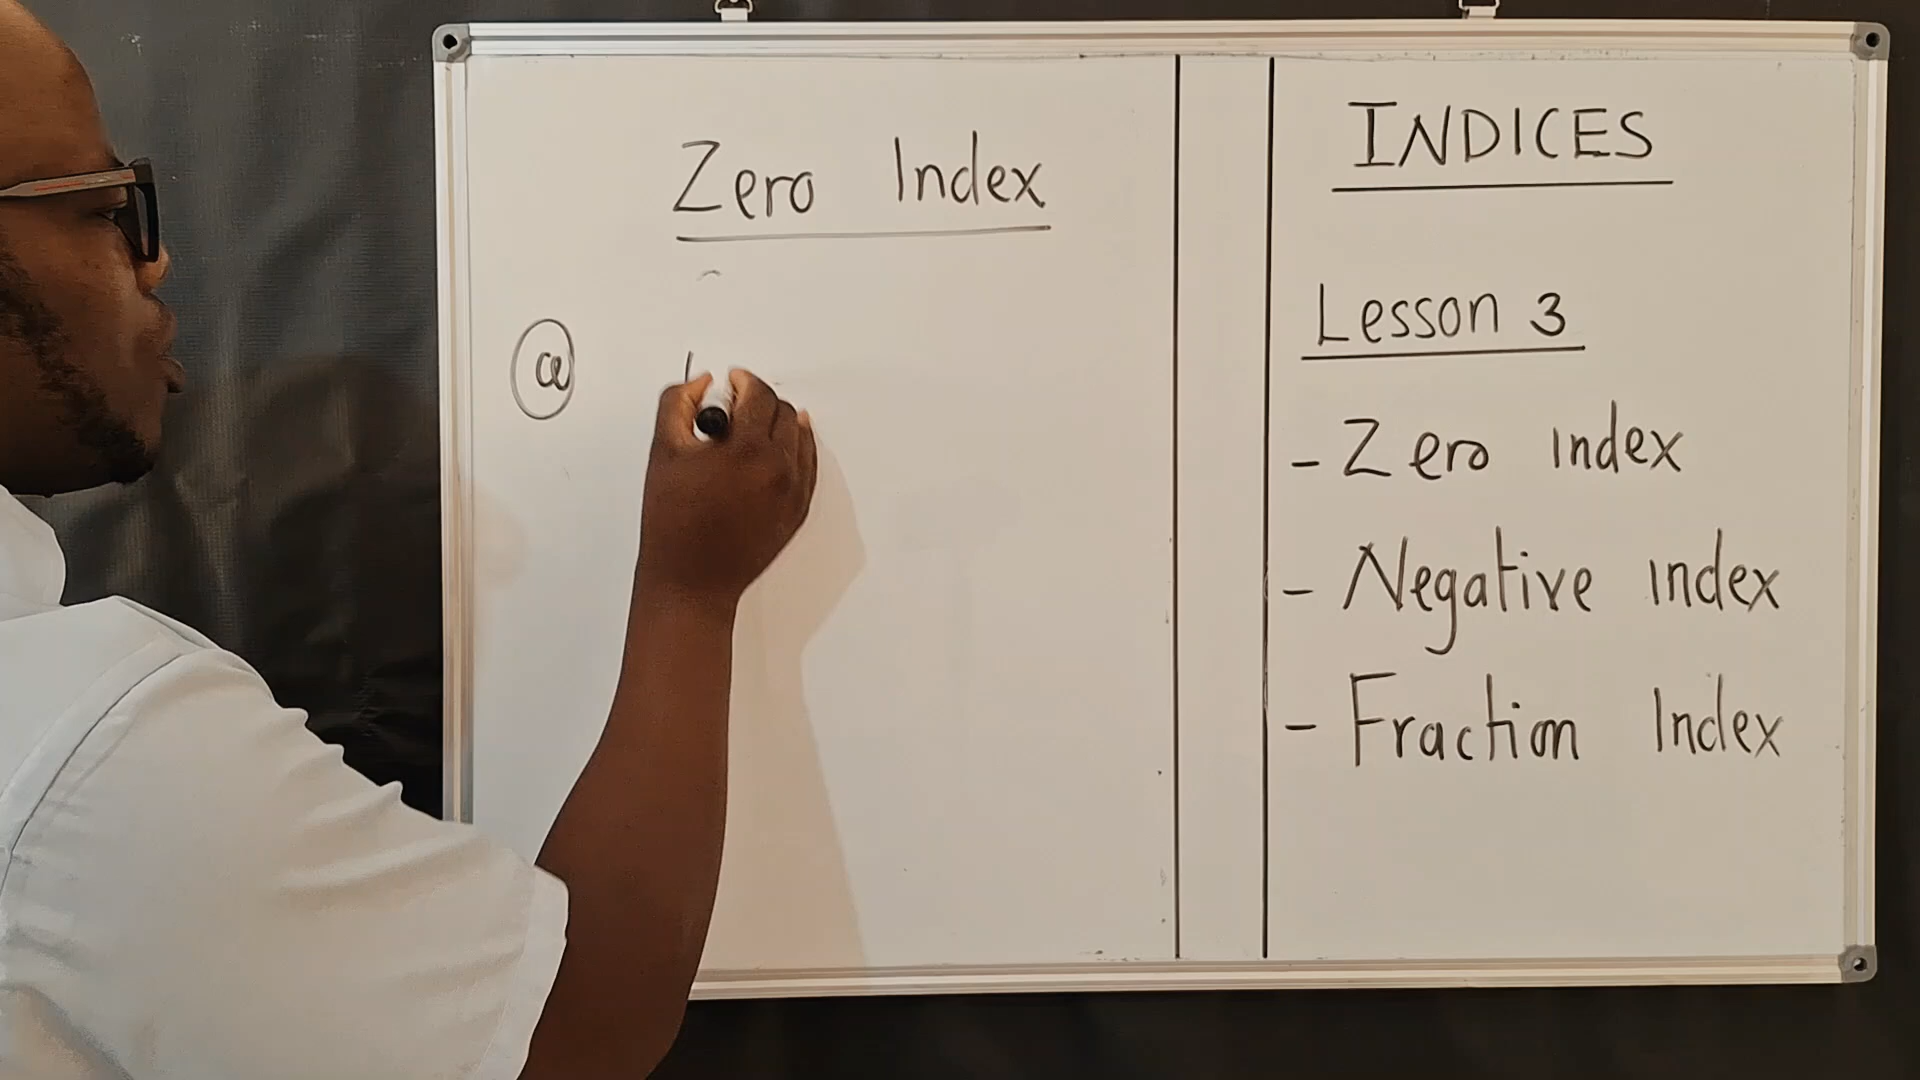 Zero Index
a
INDICES
Lesson 3
- Zero index
- Negative index
- Fraction Index